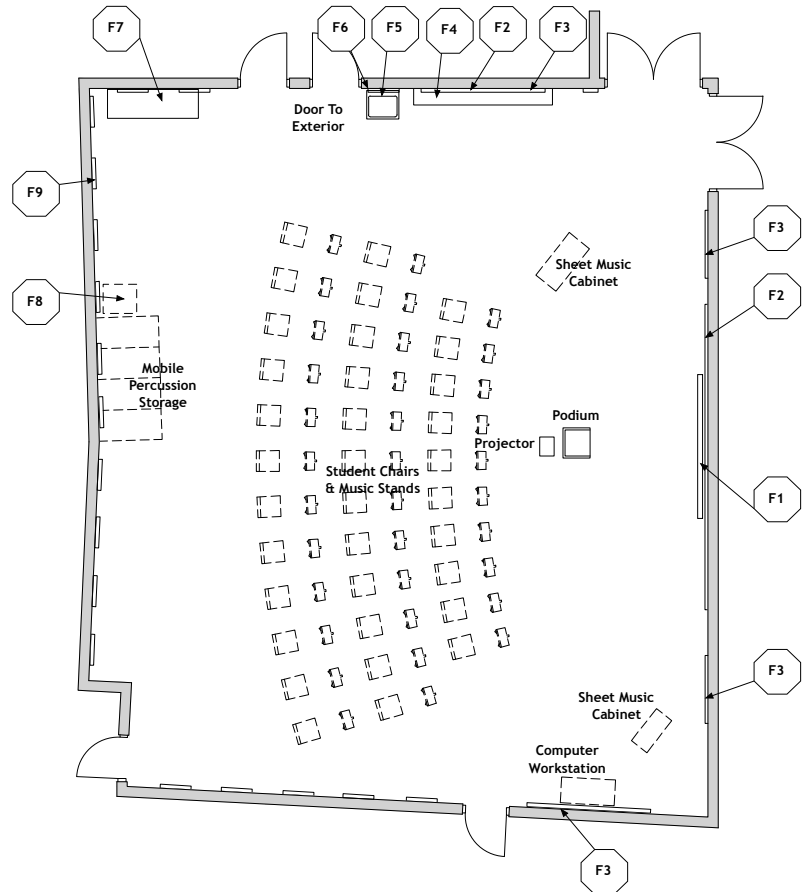 F7
F6
F5
F4
F2
F3
Door To
Exterior
F9
F3
Sheet Music
Cabinet
F8
F2
Mobile
Percussion
Storage
Podium
Projector
Student Chairs
& Music Stands
F1
F3
Sheet Music
Cabinet
Computer
Workstation
F3